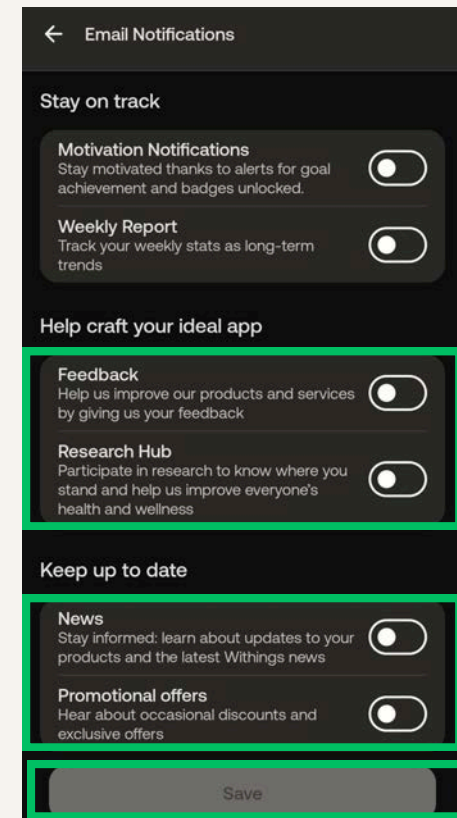 Email Notifications
Stay on track
Motivation Notifications
Stay motivated thanks to alerts for goal
achievement and badges unlocked.
Weekly Report
Track your weekly stats as long-term
trends
Help craft your ideal app
Feedback
Help us improve our products and services
by giving us your feedback
Research Hub
Participate in research to know where you
stand and help us improve everyone's
health and wellness
Keep up to date
News
Stay informed: learn about updates to your
products and the latest Withings news
Promotional offers
Hear about occasional discounts and
exclusive offers
Save